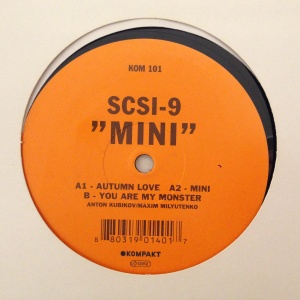 KOM 101
SCSI-9
”MINI”
A1 - AUTUMN LOVE A2 - MINI
B - YOU ARE MY MONSTER
ANTON KUBIKOV/MAXIM MILYUTENKO
8 80319 01401 7
KOMPAKT